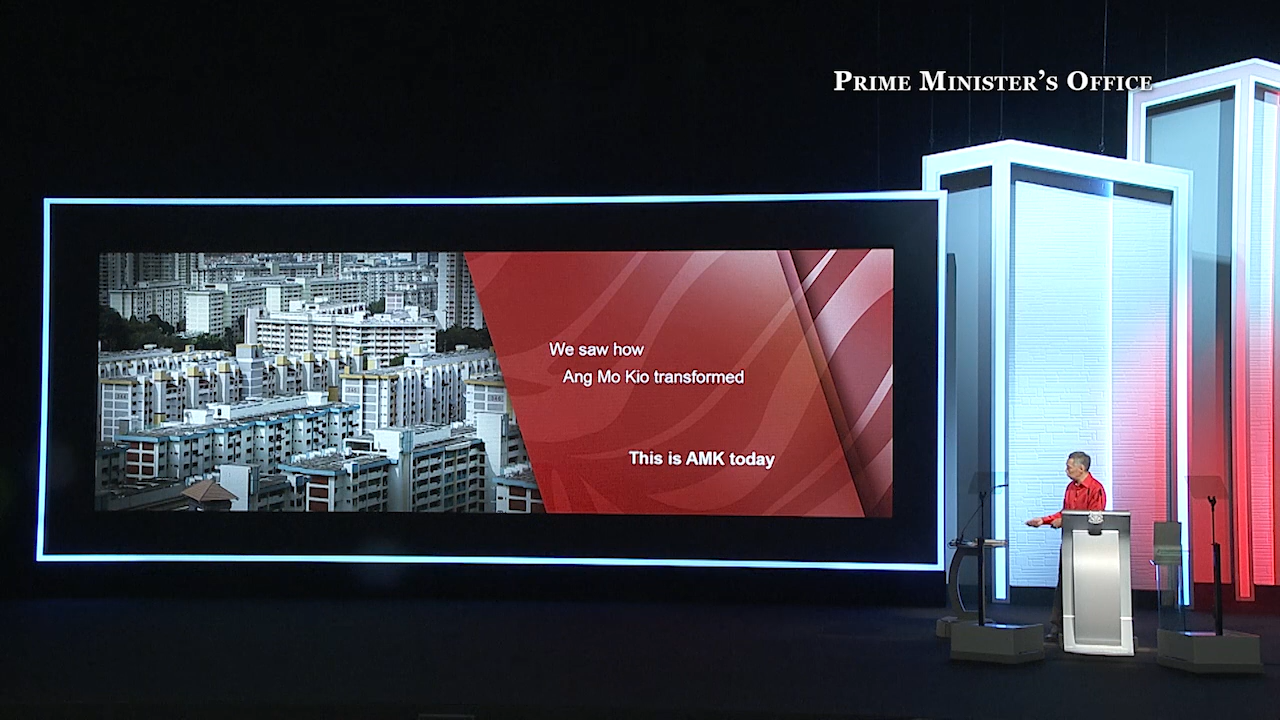 PRIME MINISTER'S OFFICE
We saw how
Ang Mo Kio transformed
This is AMK today